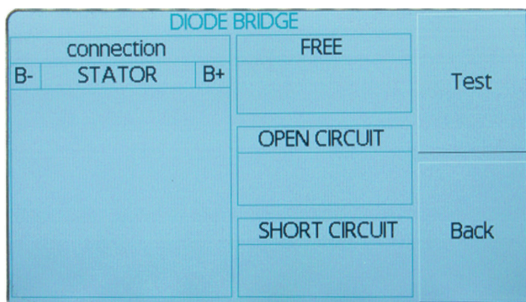 DIODE BRIDGE
connection
B- STATOR B+
FREE
OPEN CIRCUIT
SHORT CIRCUIT
Test
Back